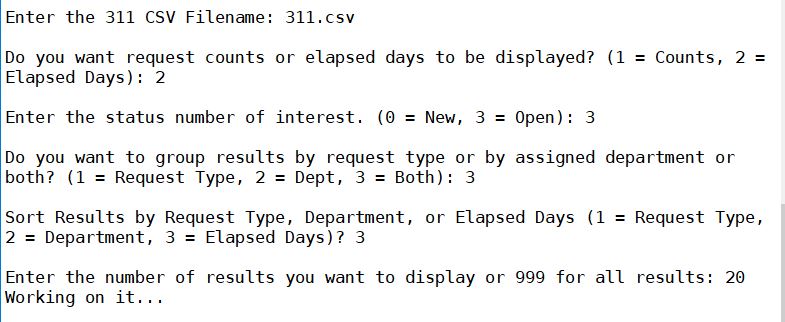 Enter the 311 CSV Filename: 311.csv
Do you want request counts or elapsed days to be displayed? (1 = Counts, 2 =
Elapsed Days): 2
Enter the status number of interest. (0 = New, 3 = Open): 3
Do you want to group results by request type or by assigned department or
both? (1 = Request Type, 2 = Dept, 3 = Both): 3
Sort Results by Request Type, Department, or Elapsed Days (1 = Request Type,
2 = Department, 3 = Elapsed Days)? 3
Enter the number of results you want to display or 999 for all results: 20
Working on it...